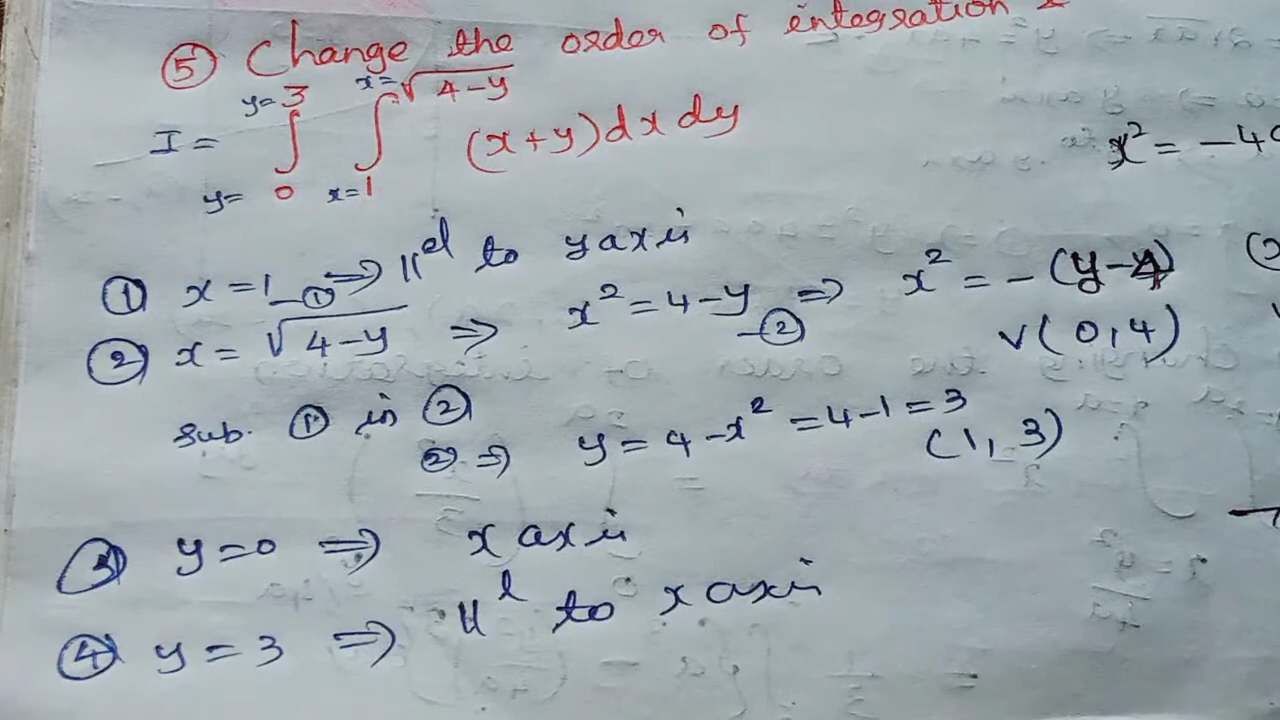 ⑤ Change the order of integration
y=3 x=√4-y
I = ∫ ∫ (x+y)dx dy
y= 0 x=1
x² = -4
① x=1 -① ⇒ ||el to y axis
② x= √4-y ⇒ x²=4-y -② ⇒ x² = -(y-4)
V(0,4)
sub. ① in ②
② ⇒ y = 4-x² = 4-1 = 3
(1, 3)
③ y=0 ⇒ x axis
④ y=3 ⇒ ||l to x axis